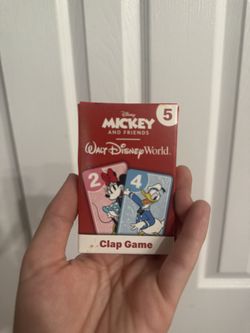 5
Disney
MICKEY
AND FRIENDS
WALT DISNEY World®
2 4
Clap Game